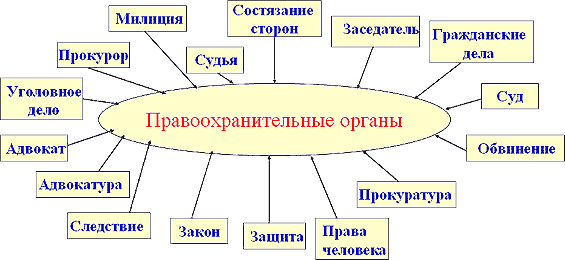 Милиция
Состязание
сторон
Заседатель
Гражданские
дела
Прокурор
Судья
Уголовное
дело
Суд
Правоохранительные органы
Адвокат
Обвинение
Адвокатура
Прокуратура
Следствие
Закон
Защита
Права
человека